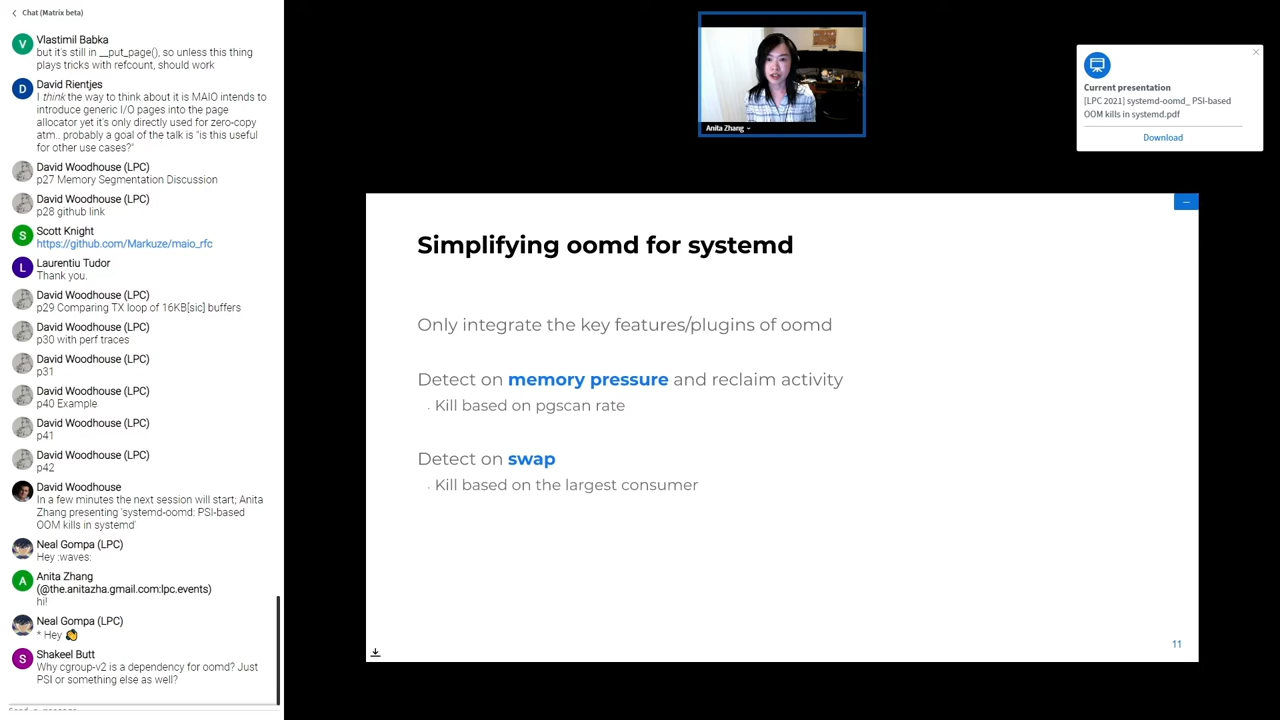 Chat (Matrix beta)
Vlastimil Babka
but it's still in __put_page(), so unless this thing
plays tricks with refcount, should work
David Rientjes
I think the way to think about it is MAIO intends to
introduce generic I/O pages into the page
allocator yet it's only directly used for zero-copy
atm.. probably a goal of the talk is "is this useful
for other use cases?"
David Woodhouse (LPC)
p27 Memory Segmentation Discussion
David Woodhouse (LPC)
p28 github link
Scott Knight
https://github.com/Markuze/maio_rfc
Laurentiu Tudor
Thank you.
David Woodhouse (LPC)
p29 Comparing TX loop of 16KB[sic] buffers
David Woodhouse (LPC)
p30 with perf traces
David Woodhouse (LPC)
p31
David Woodhouse (LPC)
p40 Example
David Woodhouse (LPC)
p41
David Woodhouse (LPC)
p42
David Woodhouse
In a few minutes the next session will start; Anita
Zhang presenting 'systemd-oomd: PSI-based
OOM kills in systemd'
Neal Gompa (LPC)
Hey :waves:
Anita Zhang
(@the.anitazha.gmail.com:lpc.events)
hi!
Neal Gompa (LPC)
* Hey 👋
Shakeel Butt
Why cgroup-v2 is a dependency for oomd? Just
PSI or something else as well?
Anita Zhang
Current presentation
[LPC 2021] systemd-oomd_ PSI-based
OOM kills in systemd.pdf
Download
Simplifying oomd for systemd
Only integrate the key features/plugins of oomd
Detect on memory pressure and reclaim activity
· Kill based on pgscan rate
Detect on swap
· Kill based on the largest consumer
11